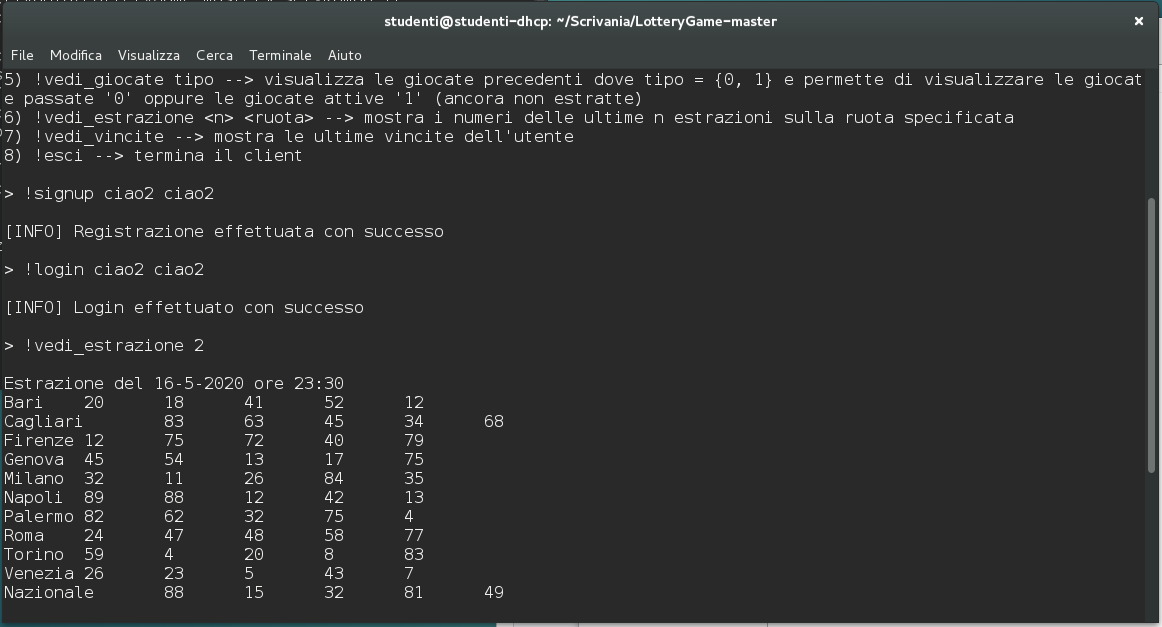 studenti@studenti-dhcp: ~/Scrivania/LotteryGame-master
File Modifica Visualizza Cerca Terminale Aiuto
5) !vedi_giocate tipo --> visualizza le giocate precedenti dove tipo = {0, 1} e permette di visualizzare le giocat
e passate '0' oppure le giocate attive '1' (ancora non estratte)
6) !vedi_estrazione <n> <ruota> --> mostra i numeri delle ultime n estrazioni sulla ruota specificata
7) !vedi_vincite --> mostra le ultime vincite dell'utente
8) !esci --> termina il client
> !signup ciao2 ciao2
[INFO] Registrazione effettuata con successo
> !login ciao2 ciao2
[INFO] Login effettuato con successo
> !vedi_estrazione 2
Estrazione del 16-5-2020 ore 23:30
Bari 20 18 41 52 12
Cagliari 83 63 45 34 68
Firenze 12 75 72 40 79
Genova 45 54 13 17 75
Milano 32 11 26 84 35
Napoli 89 88 12 42 13
Palermo 82 62 32 75 4
Roma 24 47 48 58 77
Torino 59 4 20 8 83
Venezia 26 23 5 43 7
Nazionale 88 15 32 81 49